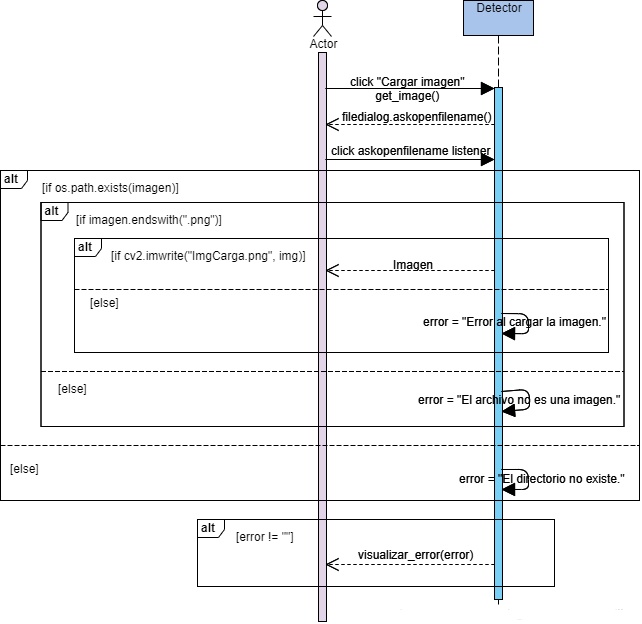 Detector
Actor
click "Cargar imagen"
get_image()
filedialog.askopenfilename()
click askopenfilename listener
alt
[if os.path.exists(imagen)]
alt
[if imagen.endswith(".png")]
alt
[if cv2.imwrite("ImgCarga.png", img)]
Imagen
[else]
error = "Error al cargar la imagen."
[else]
error = "El archivo no es una imagen."
[else]
error = "El directorio no existe."
alt
[error != ""]
visualizar_error(error)